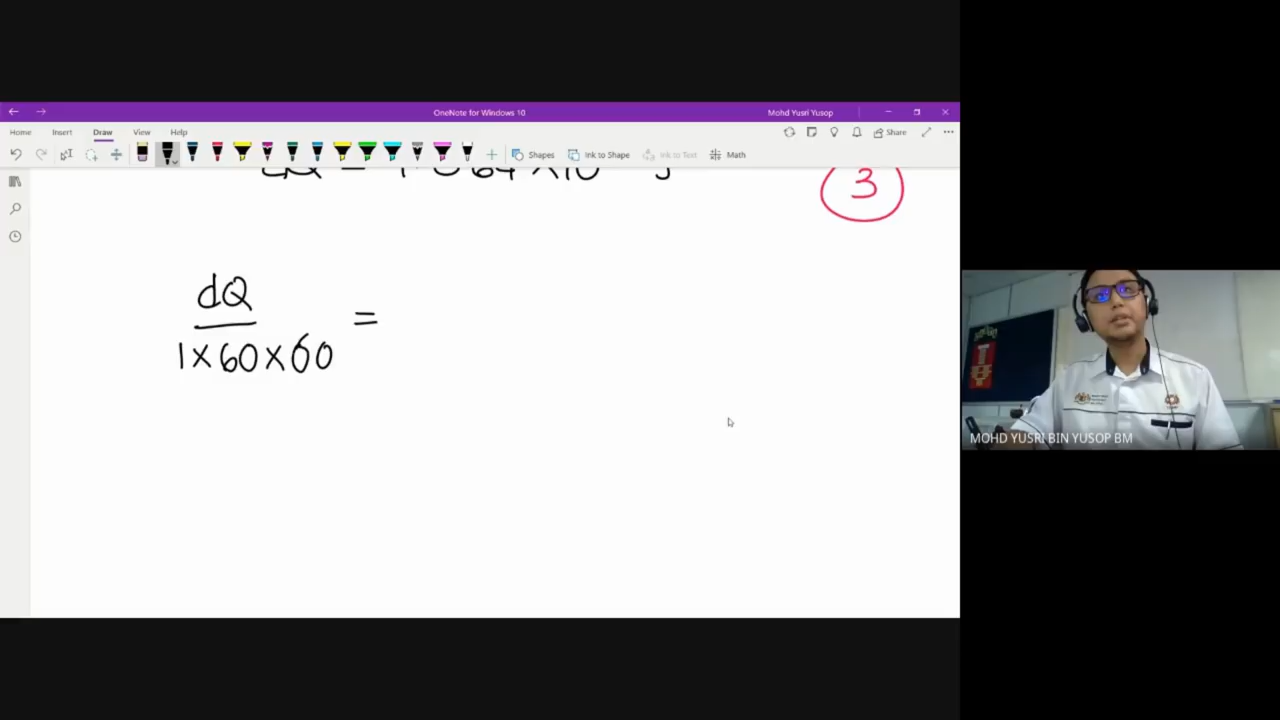 OneNote for Windows 10
Mohd Yusri Yusop
Home Insert Draw View Help
Share
Shapes Ink to Shape Ink to Text Math
3
dQ
1×60×60
=
MOHD YUSRI BIN YUSOP BM